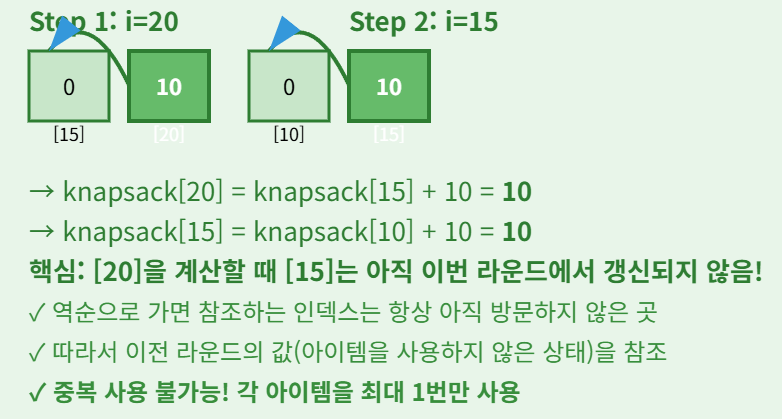 Step 1: i=20 Step 2: i=15
0 10 0 10
[15] [20] [10] [15]
→ knapsack[20] = knapsack[15] + 10 = 10
→ knapsack[15] = knapsack[10] + 10 = 10
핵심: [20]을 계산할 때 [15]는 아직 이번 라운드에서 갱신되지 않음!
✓ 역순으로 가면 참조하는 인덱스는 항상 아직 방문하지 않은 곳
✓ 따라서 이전 라운드의 값(아이템을 사용하지 않은 상태)을 참조
✓ 중복 사용 불가능! 각 아이템을 최대 1번만 사용